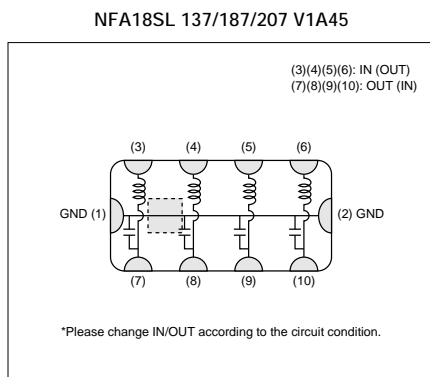 NFA18SL 137/187/207 V1A45
(3)(4)(5)(6): IN (OUT)
(7)(8)(9)(10): OUT (IN)
(3) (4) (5) (6)
GND (1) (2) GND
(7) (8) (9) (10)
*Please change IN/OUT according to the circuit condition.